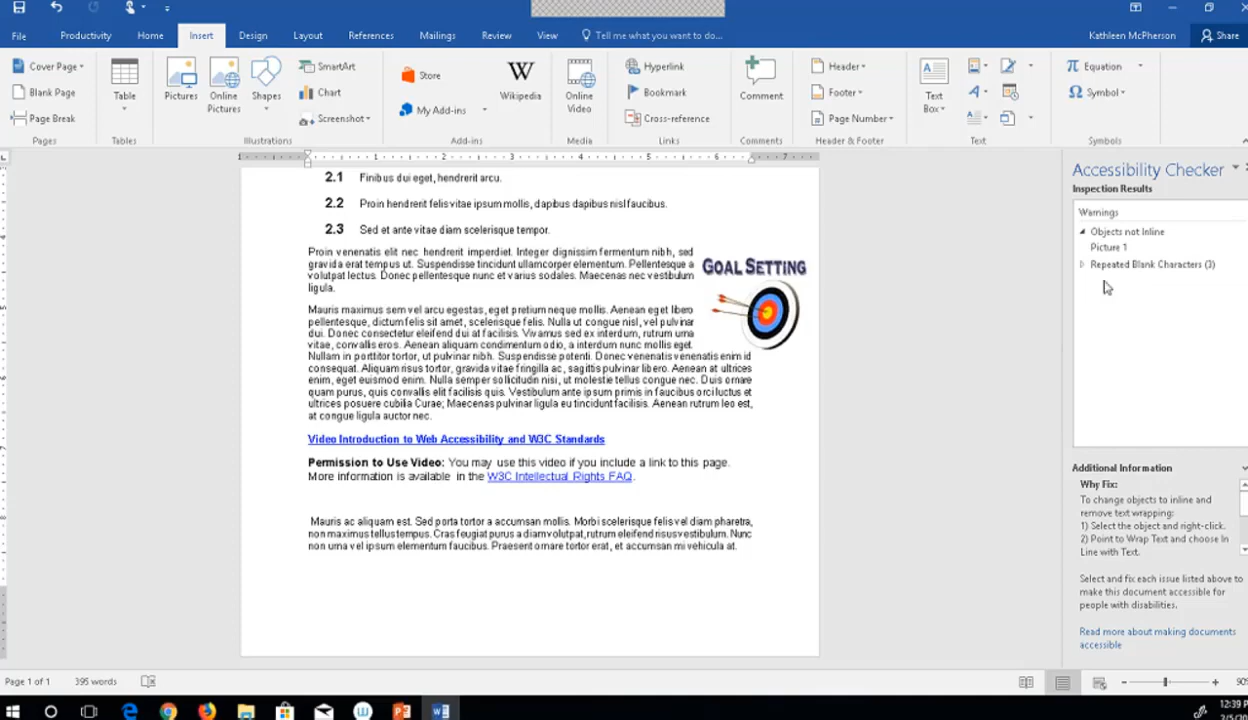 Kathleen McPherson
Share
File
Productivity
Home
Insert
Design
Layout
References
Mailings
Review
View
Tell me what you want to do...
Cover Page
Blank Page
Page Break
Pages
Table
Tables
Pictures
Online
Pictures
Shapes
SmartArt
Chart
Screenshot
Illustrations
Store
My Add-ins
Wikipedia
Add-ins
Online
Video
Media
Hyperlink
Bookmark
Cross-reference
Links
Comment
Comments
Header
Footer
Page Number
Header & Footer
Text
Box
Text
Equation
Symbol
Symbols
1 1 2 3 4 5 6 7
2.1 Finibus dui eget, hendrerit arcu.
2.2 Proin hendrerit felis vitae ipsum mollis, dapibus dapibus nisl faucibus.
2.3 Sed et ante vitae diam scelerisque tempor.
Proin venenatis elit nec hendrerit imperdiet. Integer dignissim fermentum nibh, sed
gravida erat tempus ut. Suspendisse tincidunt ullamcorper elementum. Pellentesque a
volutpat lectus. Donec pellentesque nunc et varius sodales. Maecenas nec vestibulum
ligula.
GOAL SETTING
Mauris maximus sem vel arcu egestas, eget pretium neque mollis. Aenean eget libero
pellentesque, dictum felis sit amet, scelerisque felis. Nulla ut congue nisl, vel pulvinar
dui. Donec consectetur eleifend dui at facilisis. Vivamus sed ex interdum, rutrum urna
vitae, convallis eros. Aenean aliquam condimentum odio, a interdum nunc mollis eget.
Nullam in porttitor tortor, ut pulvinar nibh. Suspendisse potenti. Donec venenatis venenatis enim id
consequat. Aliquam risus tortor, gravida vitae fringilla ac, sagittis pulvinar libero. Aenean at ultrices
enim, eget euismod enim. Nulla semper sollicitudin nisi, ut molestie tellus congue nec. Duis ornare
quam purus, quis convallis elit facilisis quis. Vestibulum ante ipsum primis in faucibus orci luctus et
ultrices posuere cubilia Curae; Maecenas pulvinar ligula eu tincidunt facilisis. Aenean rutrum leo est,
at congue ligula auctor nec.
Video Introduction to Web Accessibility and W3C Standards
Permission to Use Video: You may use this video if you include a link to this page.
More information is available in the W3C Intellectual Rights FAQ.
Mauris ac aliquam est. Sed porta tortor a accumsan mollis. Morbi scelerisque felis vel diam pharetra,
non maximus tellus tempus. Cras feugiat purus a diam volutpat, rutrum eleifend risus vestibulum. Nunc
non urna vel ipsum elementum faucibus. Praesent ornare tortor erat, et accumsan mi vehicula at.
Accessibility Checker
Inspection Results
Warnings
Objects not Inline
Picture 1
Repeated Blank Characters (3)
Additional Information
Why Fix:
To change objects to inline and
remove text wrapping:
1) Select the object and right-click.
2) Point to Wrap Text and choose In
Line with Text.
Select and fix each issue listed above to
make this document accessible for
people with disabilities.
Read more about making documents
accessible
Page 1 of 1
395 words
12:39 PM